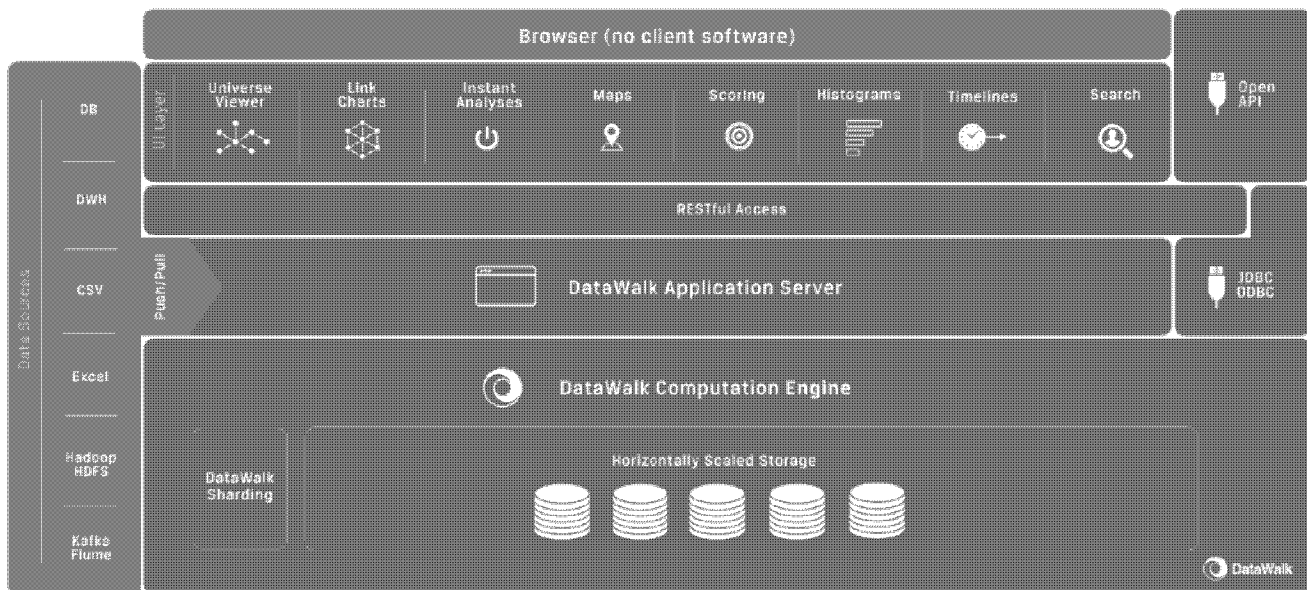 Browser (no client software)
Data Sources
DB
DWH
CSV
Excel
Hadoop
HDFS
Kafka
Flume
UI Layer
Universe
Viewer
Link
Charts
Instant
Analyses
Maps
Scoring
Histograms
Timelines
Search
Open
API
RESTful Access
Push/Pull
DataWalk Application Server
JDBC
ODBC
DataWalk Computation Engine
DataWalk
Sharding
Horizontally Scaled Storage
DataWalk